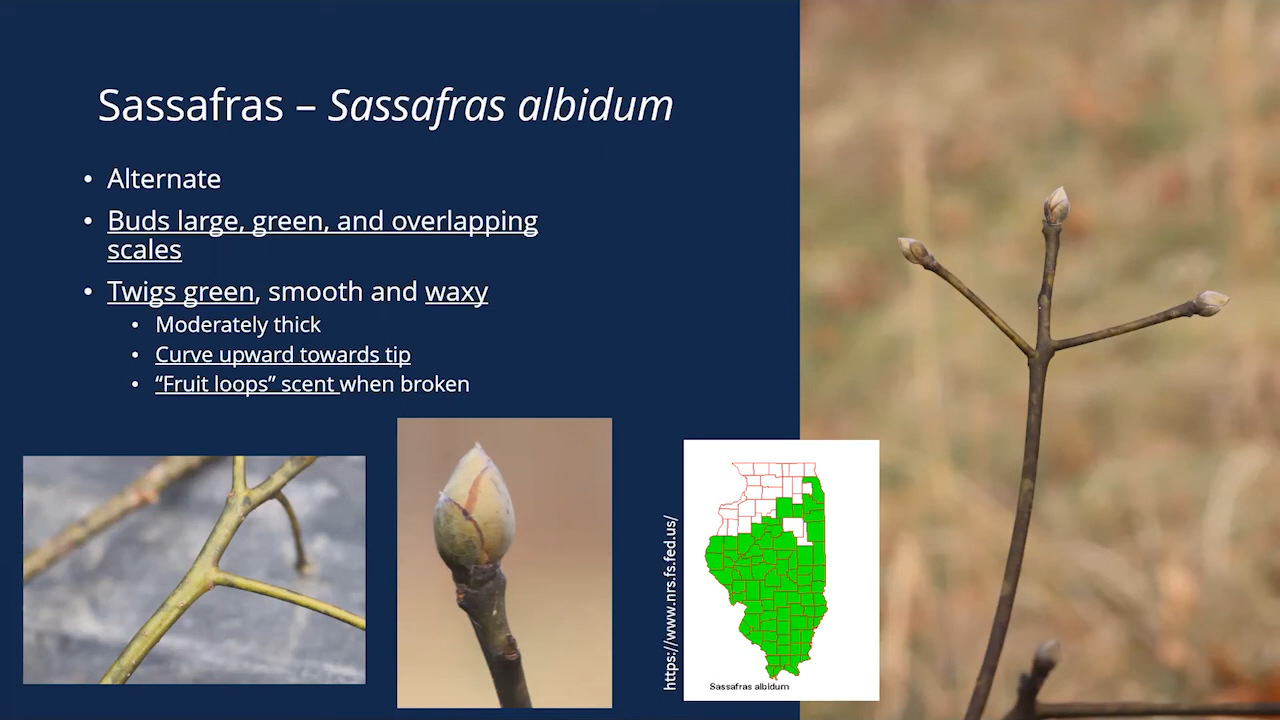 Sassafras – Sassafras albidum
• Alternate
• Buds large, green, and overlapping
scales
• Twigs green, smooth and waxy
• Moderately thick
• Curve upward towards tip
• “Fruit loops” scent when broken
https://www.nrs.fs.fed.us/
Sassafras albidum